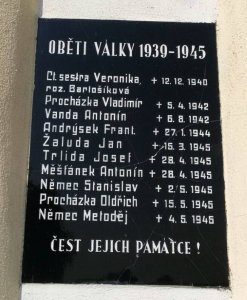 OBĚTI VÁLKY 1939-1945
Ct. sestra Veronika, + 12. 12. 1940
roz. Bartošíková
Procházka Vladimír + 5. 4. 1942
Vanda Antonín + 6. 8. 1942
Andrýsek Frant. + 27. 1. 1944
Žaluda Jan + 15. 3. 1945
Trlida Josef + 28. 4. 1945
Měšťánek Antonín + 28. 4. 1945
Němec Stanislav + 2. 5. 1945
Procházka Oldřich + 15. 5. 1945
Němec Metoděj + 4. 5. 1945
ČEST JEJICH PAMÁTCE !